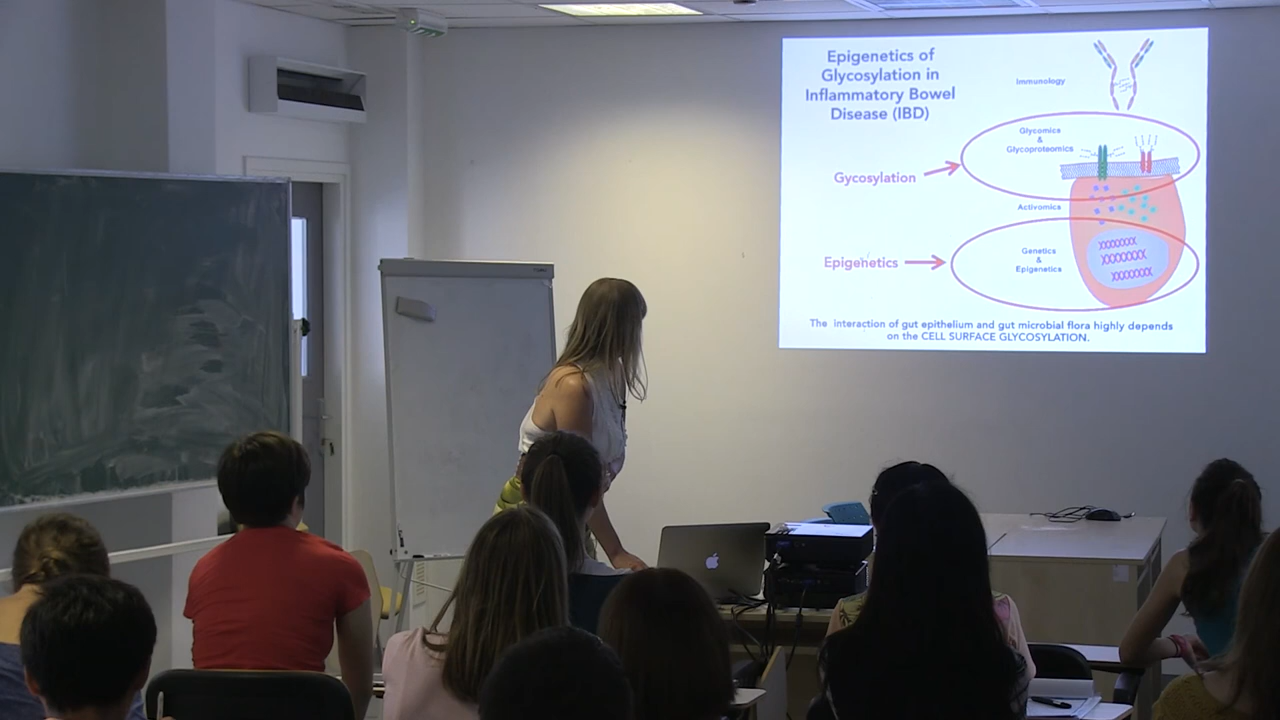 Epigenetics of
Glycosylation in
Inflammatory Bowel
Disease (IBD)
Immunology
Glycomics
&
Glycoproteomics
Gycosylation
Activomics
Epigenetics
Genetics
&
Epigenetics
The interaction of gut epithelium and gut microbial flora highly depends
on the CELL SURFACE GLYCOSYLATION.